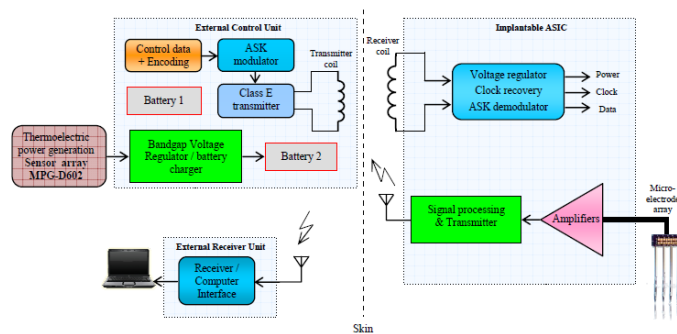 External Control Unit
Control data
+ Encoding
ASK
modulator
Transmitter
coil
Battery 1
Class E
transmitter
Thermoelectric
power generation
Sensor array
MPG-D602
Bandgap Voltage
Regulator / battery
charger
Battery 2
External Receiver Unit
Receiver /
Computer
Interface
Skin
Implantable ASIC
Receiver
coil
Voltage regulator
Clock recovery
ASK demodulator
Power
Clock
Data
Signal processing
& Transmitter
Amplifiers
Micro-
electrode
array